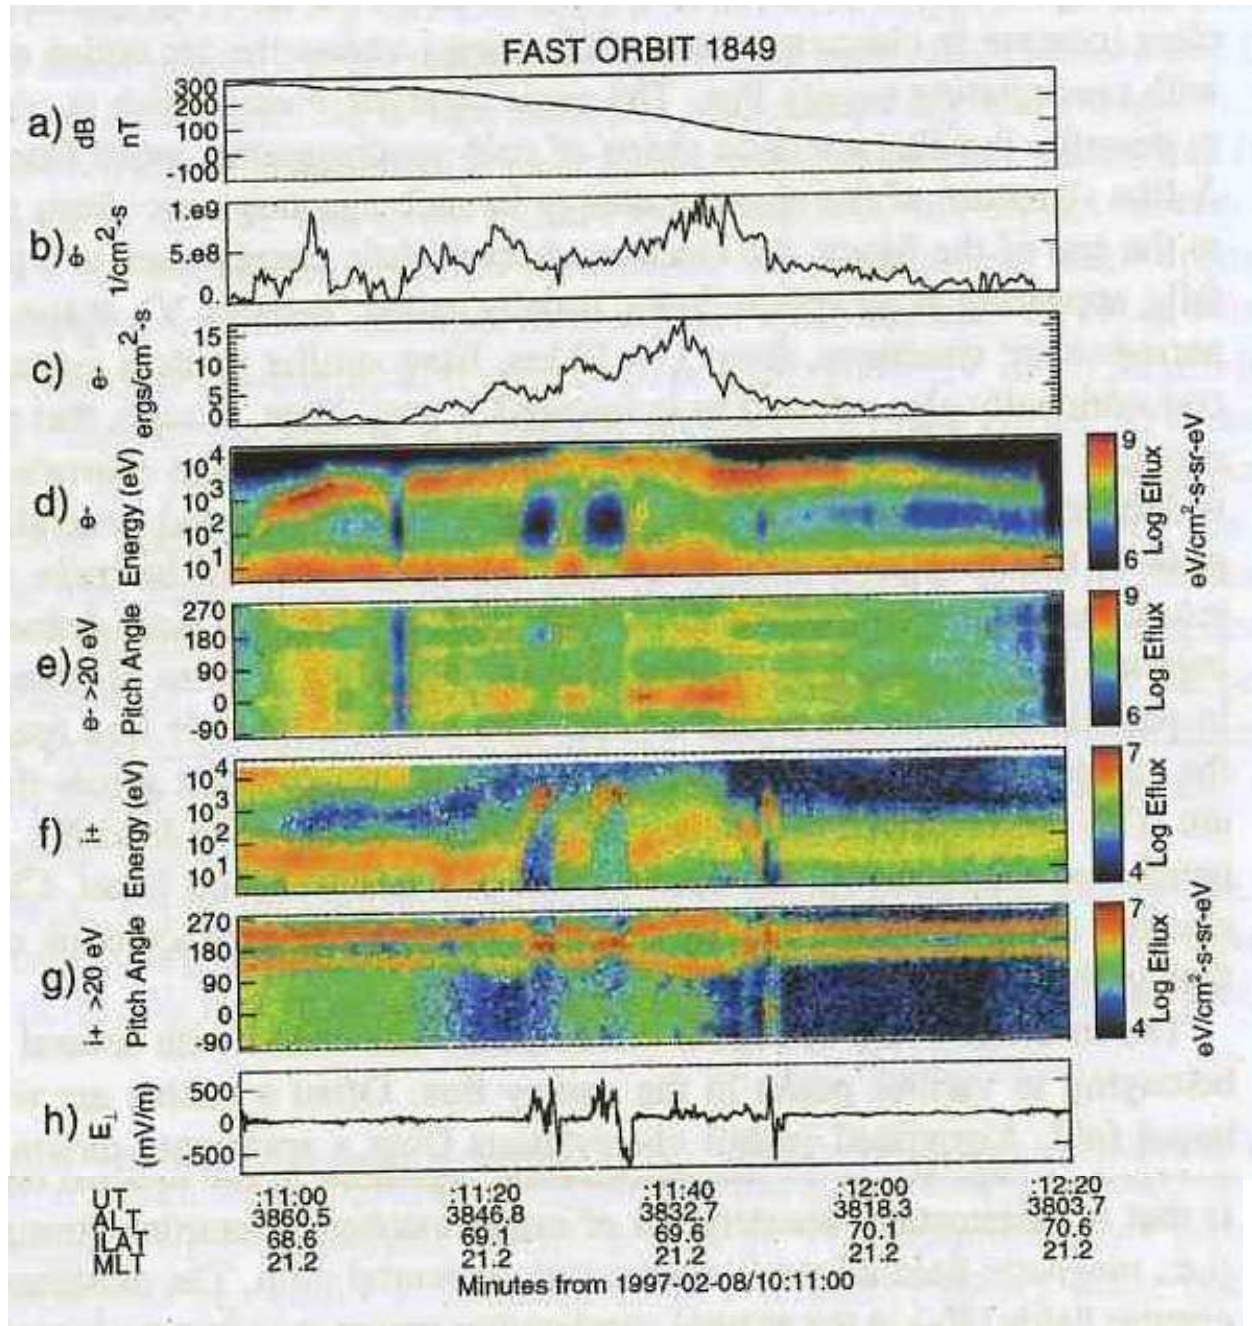 FAST ORBIT 1849
a) dB nT
300
200
100
0
-100
b) e- 1/cm2-s
1.e9
5.e8
0.
c) e- ergs/cm2-s
15
10
5
0
d) e- Energy (eV)
10^4
10^3
10^2
10^1
9
6
Log Eflux
eV/cm2-s-sr-eV
e) e- >20 eV Pitch Angle
270
180
90
0
-90
9
6
Log Eflux
f) i+ Energy (eV)
10^4
10^3
10^2
10^1
7
4
Log Eflux
g) i+ >20 eV Pitch Angle
270
180
90
0
-90
7
4
Log Eflux
eV/cm2-s-sr-eV
h) E⊥ (mV/m)
500
0
-500
UT :11:00 :11:20 :11:40 :12:00 :12:20
ALT 3860.5 3846.8 3832.7 3818.3 3803.7
ILAT 68.6 69.1 69.6 70.1 70.6
MLT 21.2 21.2 21.2 21.2 21.2
Minutes from 1997-02-08/10:11:00